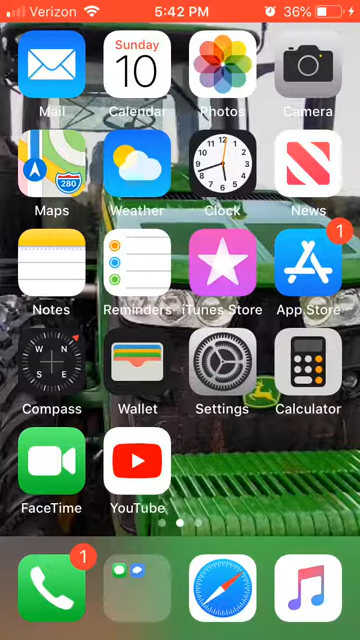 Verizon 5:42 PM 36%
Sunday
10
Mail Calendar Photos Camera
280
Maps Weather Clock News
1
Notes Reminders iTunes Store App Store
N
W
E
S
Compass Wallet Settings Calculator
FaceTime YouTube
1